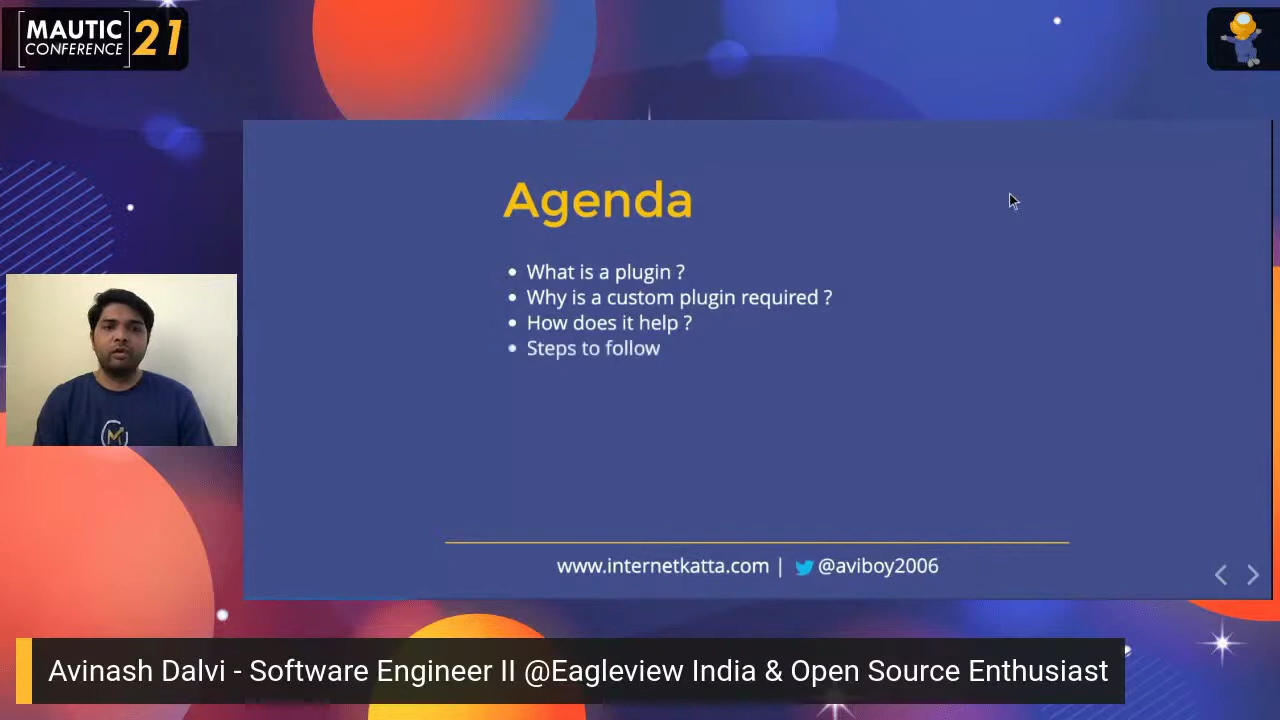 MAUTIC
CONFERENCE 21
Agenda
• What is a plugin ?
• Why is a custom plugin required ?
• How does it help ?
• Steps to follow
www.internetkatta.com | @aviboy2006
Avinash Dalvi - Software Engineer II @Eagleview India & Open Source Enthusiast